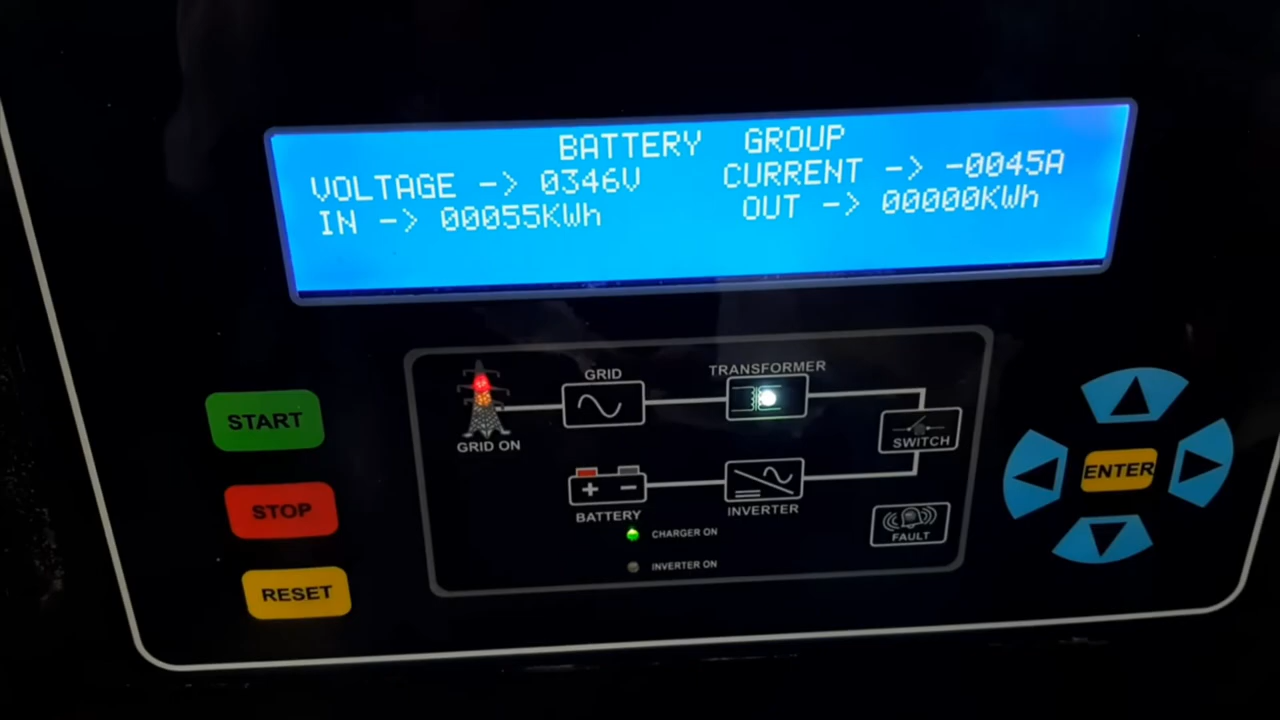 BATTERY GROUP
VOLTAGE -> 0346V CURRENT -> -0045A
IN -> 00055KWh OUT -> 00000KWh
GRID
TRANSFORMER
GRID ON
SWITCH
START
ENTER
BATTERY
INVERTER
STOP
CHARGER ON
FAULT
INVERTER ON
RESET